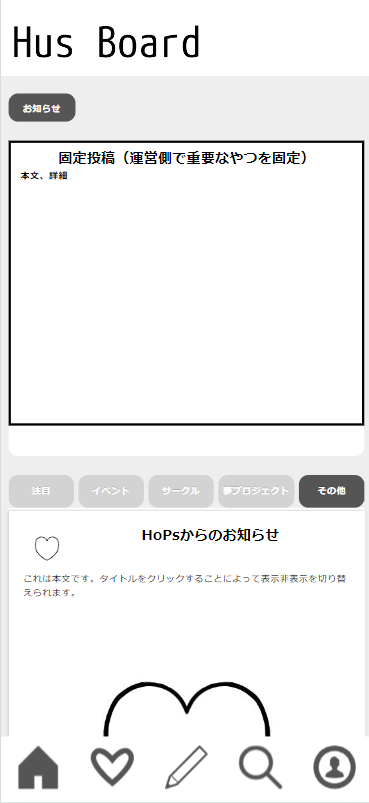 Hus Board
お知らせ
固定投稿（運営側で重要なやつを固定）
本文、詳細
注目 イベント サークル 夢プロジェクト その他
HoPsからのお知らせ
これは本文です。タイトルをクリックすることによって表示非表示を切り替
えられます。